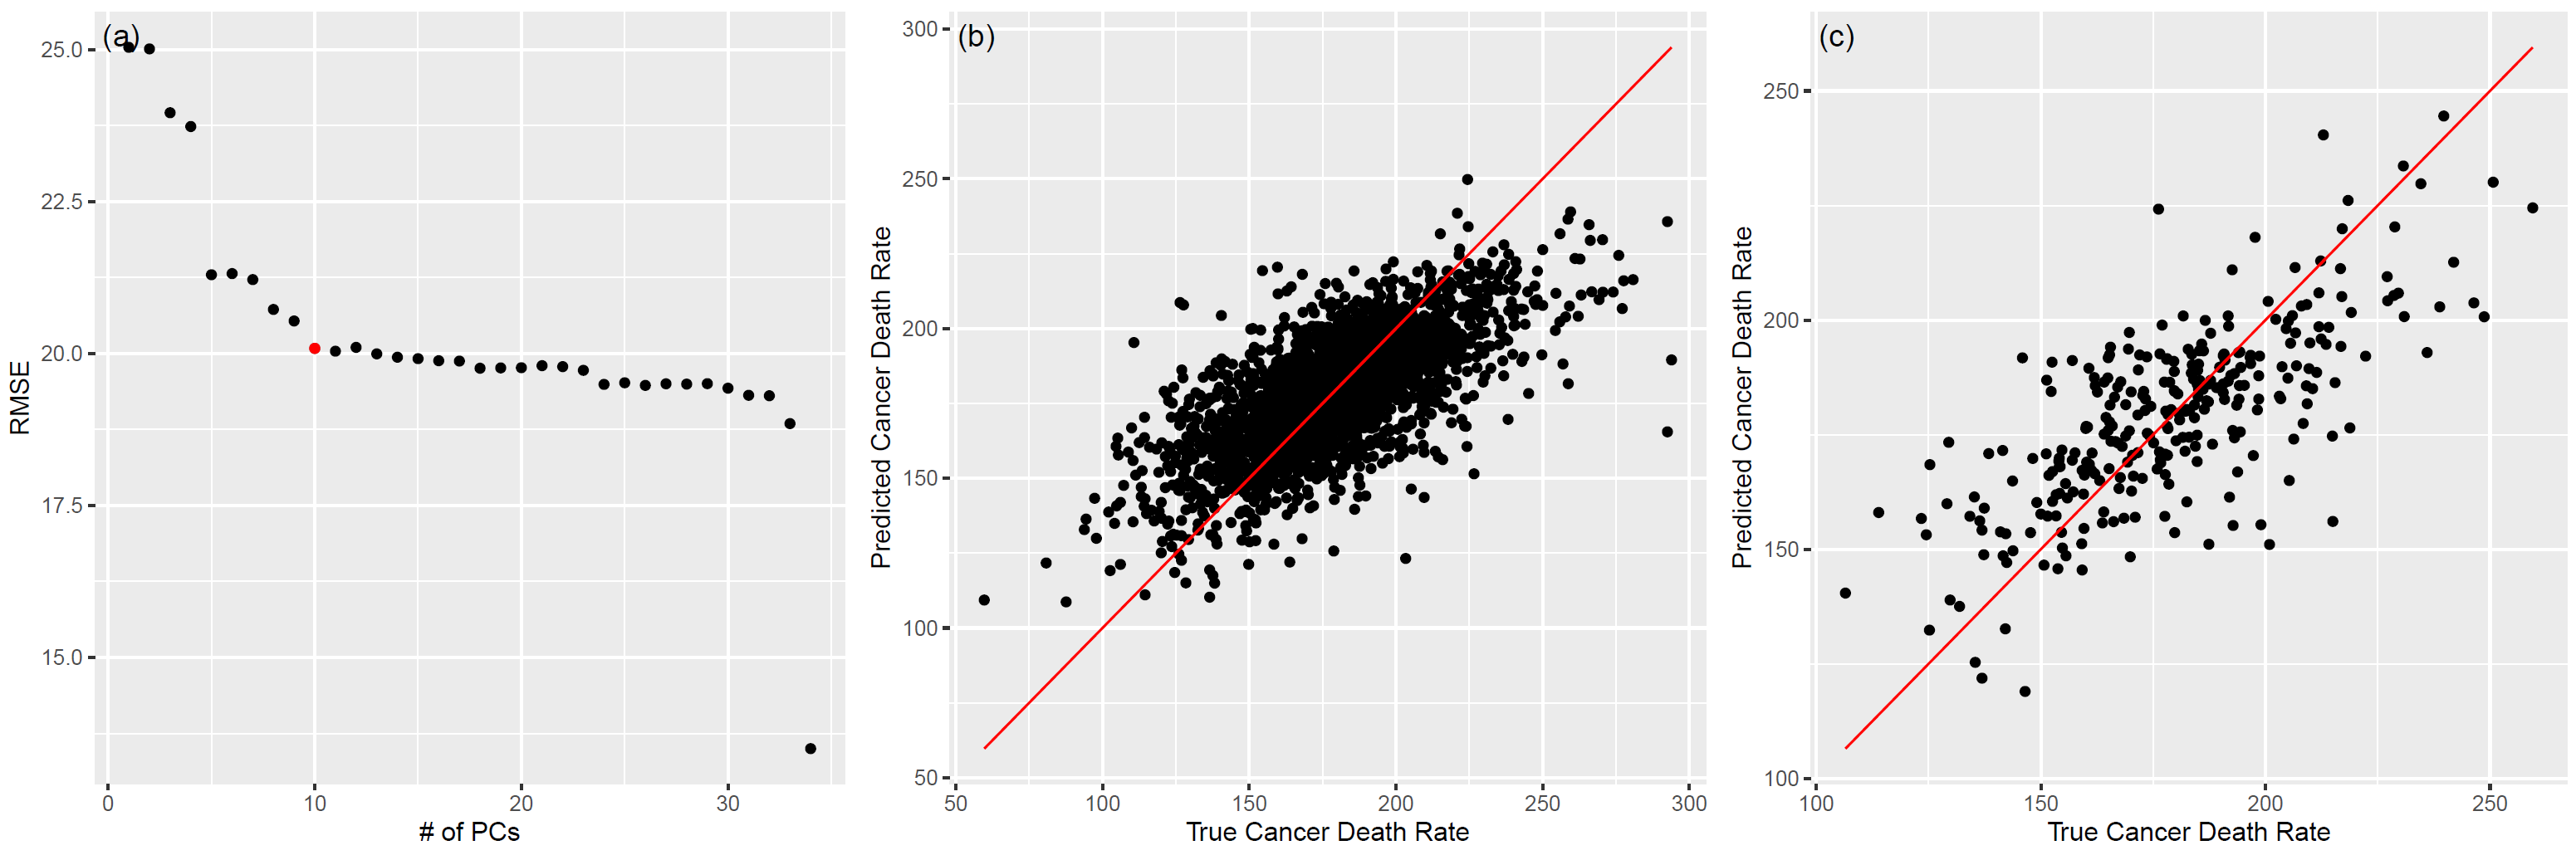 (a)
25.0
22.5
20.0
17.5
15.0
RMSE
0 10 20 30
# of PCs
(b)
300
250
200
150
100
50
Predicted Cancer Death Rate
50 100 150 200 250 300
True Cancer Death Rate
(c)
250
200
150
100
Predicted Cancer Death Rate
100 150 200 250
True Cancer Death Rate